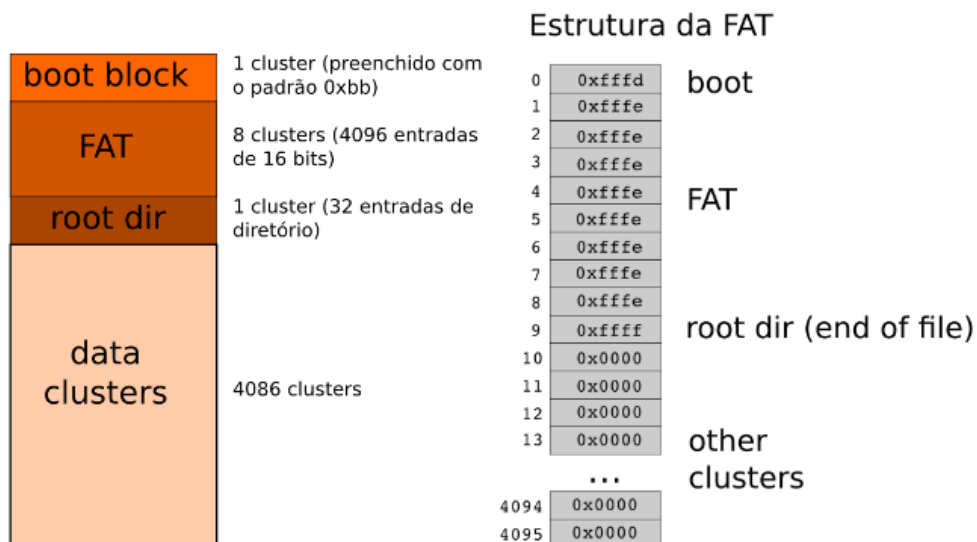 Estrutura da FAT
boot block
1 cluster (preenchido com
o padrão 0xbb)
FAT
8 clusters (4096 entradas
de 16 bits)
root dir
1 cluster (32 entradas de
diretório)
data
clusters
4086 clusters
0 0xfffd boot
1 0xfffe
2 0xfffe
3 0xfffe
4 0xfffe FAT
5 0xfffe
6 0xfffe
7 0xfffe
8 0xfffe
9 0xffff root dir (end of file)
10 0x0000
11 0x0000
12 0x0000
13 0x0000 other
clusters
...
4094 0x0000
4095 0x0000